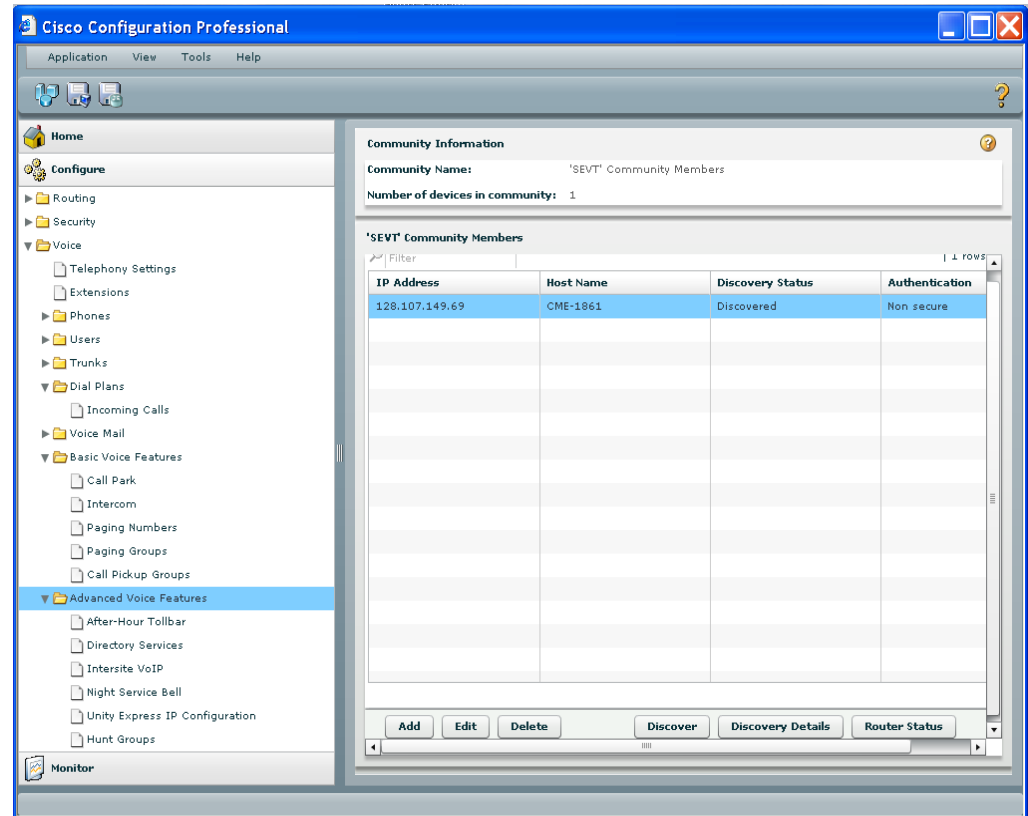 Cisco Configuration Professional
Application View Tools Help
Home
Configure
Routing
Security
Voice
Telephony Settings
Extensions
Phones
Users
Trunks
Dial Plans
Incoming Calls
Voice Mail
Basic Voice Features
Call Park
Intercom
Paging Numbers
Paging Groups
Call Pickup Groups
Advanced Voice Features
After-Hour Tollbar
Directory Services
Intersite VoIP
Night Service Bell
Unity Express IP Configuration
Hunt Groups
Monitor
Community Information
Community Name: 'SEVT' Community Members
Number of devices in community: 1
'SEVT' Community Members
Filter 1 rows
IP Address Host Name Discovery Status Authentication
128.107.149.69 CME-1861 Discovered Non secure
Add Edit Delete Discover Discovery Details Router Status